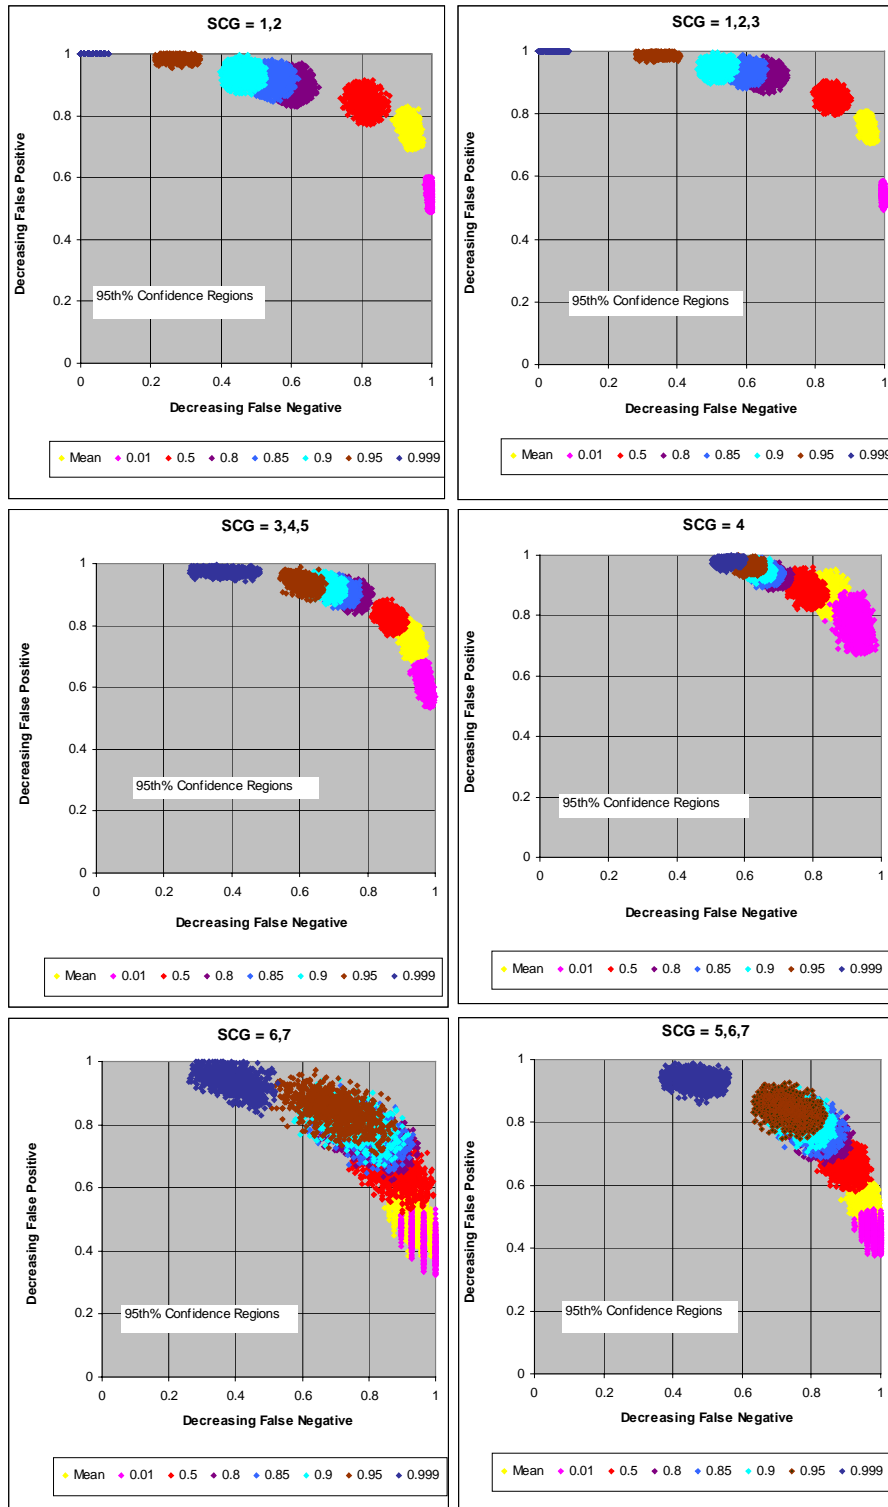 SCG = 1,2
Decreasing False Positive
1
0.8
0.6
0.4
0.2
0
95th% Confidence Regions
0 0.2 0.4 0.6 0.8 1
Decreasing False Negative
Mean 0.01 0.5 0.8 0.85 0.9 0.95 0.999
SCG = 1,2,3
Decreasing False Positive
1
0.8
0.6
0.4
0.2
0
95th% Confidence Regions
0 0.2 0.4 0.6 0.8 1
Decreasing False Negative
Mean 0.01 0.5 0.8 0.85 0.9 0.95 0.999
SCG = 3,4,5
Decreasing False Positive
1
0.8
0.6
0.4
0.2
0
95th% Confidence Regions
0 0.2 0.4 0.6 0.8 1
Decreasing False Negative
Mean 0.01 0.5 0.8 0.85 0.9 0.95 0.999
SCG = 4
Decreasing False Positive
1
0.8
0.6
0.4
0.2
0
95th% Confidence Regions
0 0.2 0.4 0.6 0.8 1
Decreasing False Negative
Mean 0.01 0.5 0.8 0.85 0.9 0.95 0.999
SCG = 6,7
Decreasing False Positive
1
0.8
0.6
0.4
0.2
0
95th% Confidence Regions
0 0.2 0.4 0.6 0.8 1
Decreasing False Negative
Mean 0.01 0.5 0.8 0.85 0.9 0.95 0.999
SCG = 5,6,7
Decreasing False Positive
1
0.8
0.6
0.4
0.2
0
95th% Confidence Regions
0 0.2 0.4 0.6 0.8 1
Decreasing False Negative
Mean 0.01 0.5 0.8 0.85 0.9 0.95 0.999